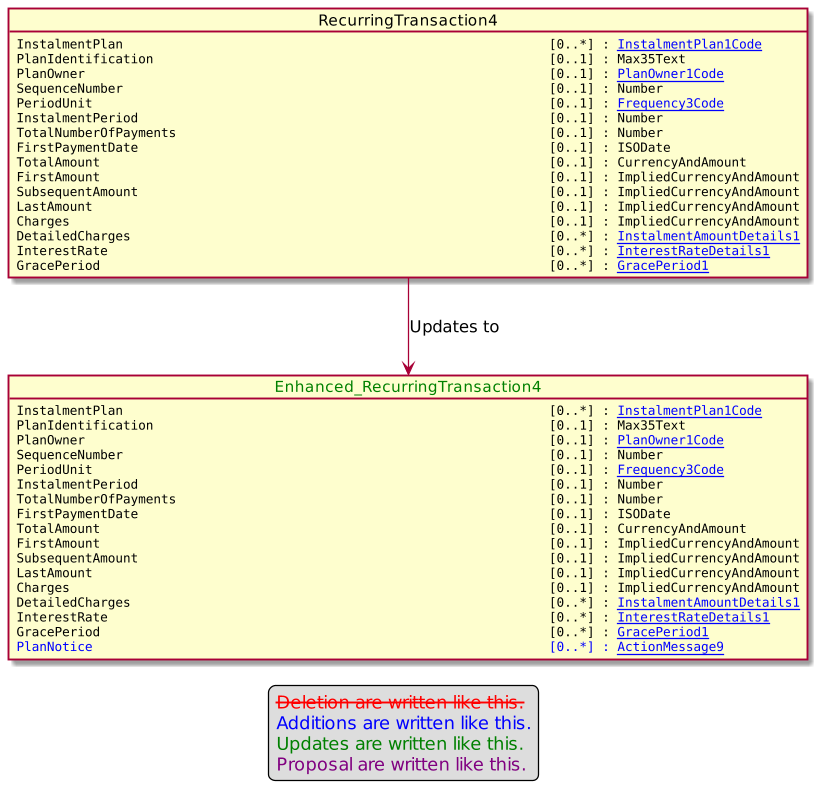 RecurringTransaction4
InstalmentPlan [0..*] : InstalmentPlan1Code
PlanIdentification [0..1] : Max35Text
PlanOwner [0..1] : PlanOwner1Code
SequenceNumber [0..1] : Number
PeriodUnit [0..1] : Frequency3Code
InstalmentPeriod [0..1] : Number
TotalNumberOfPayments [0..1] : Number
FirstPaymentDate [0..1] : ISODate
TotalAmount [0..1] : CurrencyAndAmount
FirstAmount [0..1] : ImpliedCurrencyAndAmount
SubsequentAmount [0..1] : ImpliedCurrencyAndAmount
LastAmount [0..1] : ImpliedCurrencyAndAmount
Charges [0..1] : ImpliedCurrencyAndAmount
DetailedCharges [0..*] : InstalmentAmountDetails1
InterestRate [0..*] : InterestRateDetails1
GracePeriod [0..*] : GracePeriod1
Updates to
Enhanced_RecurringTransaction4
InstalmentPlan [0..*] : InstalmentPlan1Code
PlanIdentification [0..1] : Max35Text
PlanOwner [0..1] : PlanOwner1Code
SequenceNumber [0..1] : Number
PeriodUnit [0..1] : Frequency3Code
InstalmentPeriod [0..1] : Number
TotalNumberOfPayments [0..1] : Number
FirstPaymentDate [0..1] : ISODate
TotalAmount [0..1] : CurrencyAndAmount
FirstAmount [0..1] : ImpliedCurrencyAndAmount
SubsequentAmount [0..1] : ImpliedCurrencyAndAmount
LastAmount [0..1] : ImpliedCurrencyAndAmount
Charges [0..1] : ImpliedCurrencyAndAmount
DetailedCharges [0..*] : InstalmentAmountDetails1
InterestRate [0..*] : InterestRateDetails1
GracePeriod [0..*] : GracePeriod1
PlanNotice [0..*] : ActionMessage9
Deletion are written like this.
Additions are written like this.
Updates are written like this.
Proposal are written like this.